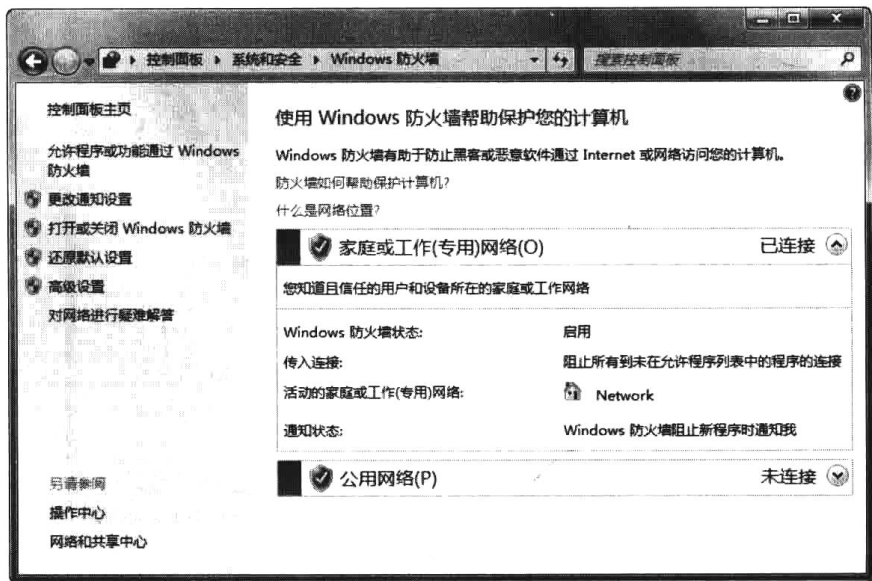 控制面板 ▸ 系统和安全 ▸ Windows 防火墙
搜索控制面板
控制面板主页
允许程序或功能通过 Windows
防火墙
更改通知设置
打开或关闭 Windows 防火墙
还原默认设置
高级设置
对网络进行疑难解答
另请参阅
操作中心
网络和共享中心
使用 Windows 防火墙帮助保护您的计算机
Windows 防火墙有助于防止黑客或恶意软件通过 Internet 或网络访问您的计算机。
防火墙如何帮助保护计算机?
什么是网络位置?
家庭或工作(专用)网络(O) 已连接
您知道且信任的用户和设备所在的家庭或工作网络
Windows 防火墙状态: 启用
传入连接: 阻止所有到未在允许程序列表中的程序的连接
活动的家庭或工作(专用)网络: Network
通知状态: Windows 防火墙阻止新程序时通知我
公用网络(P) 未连接